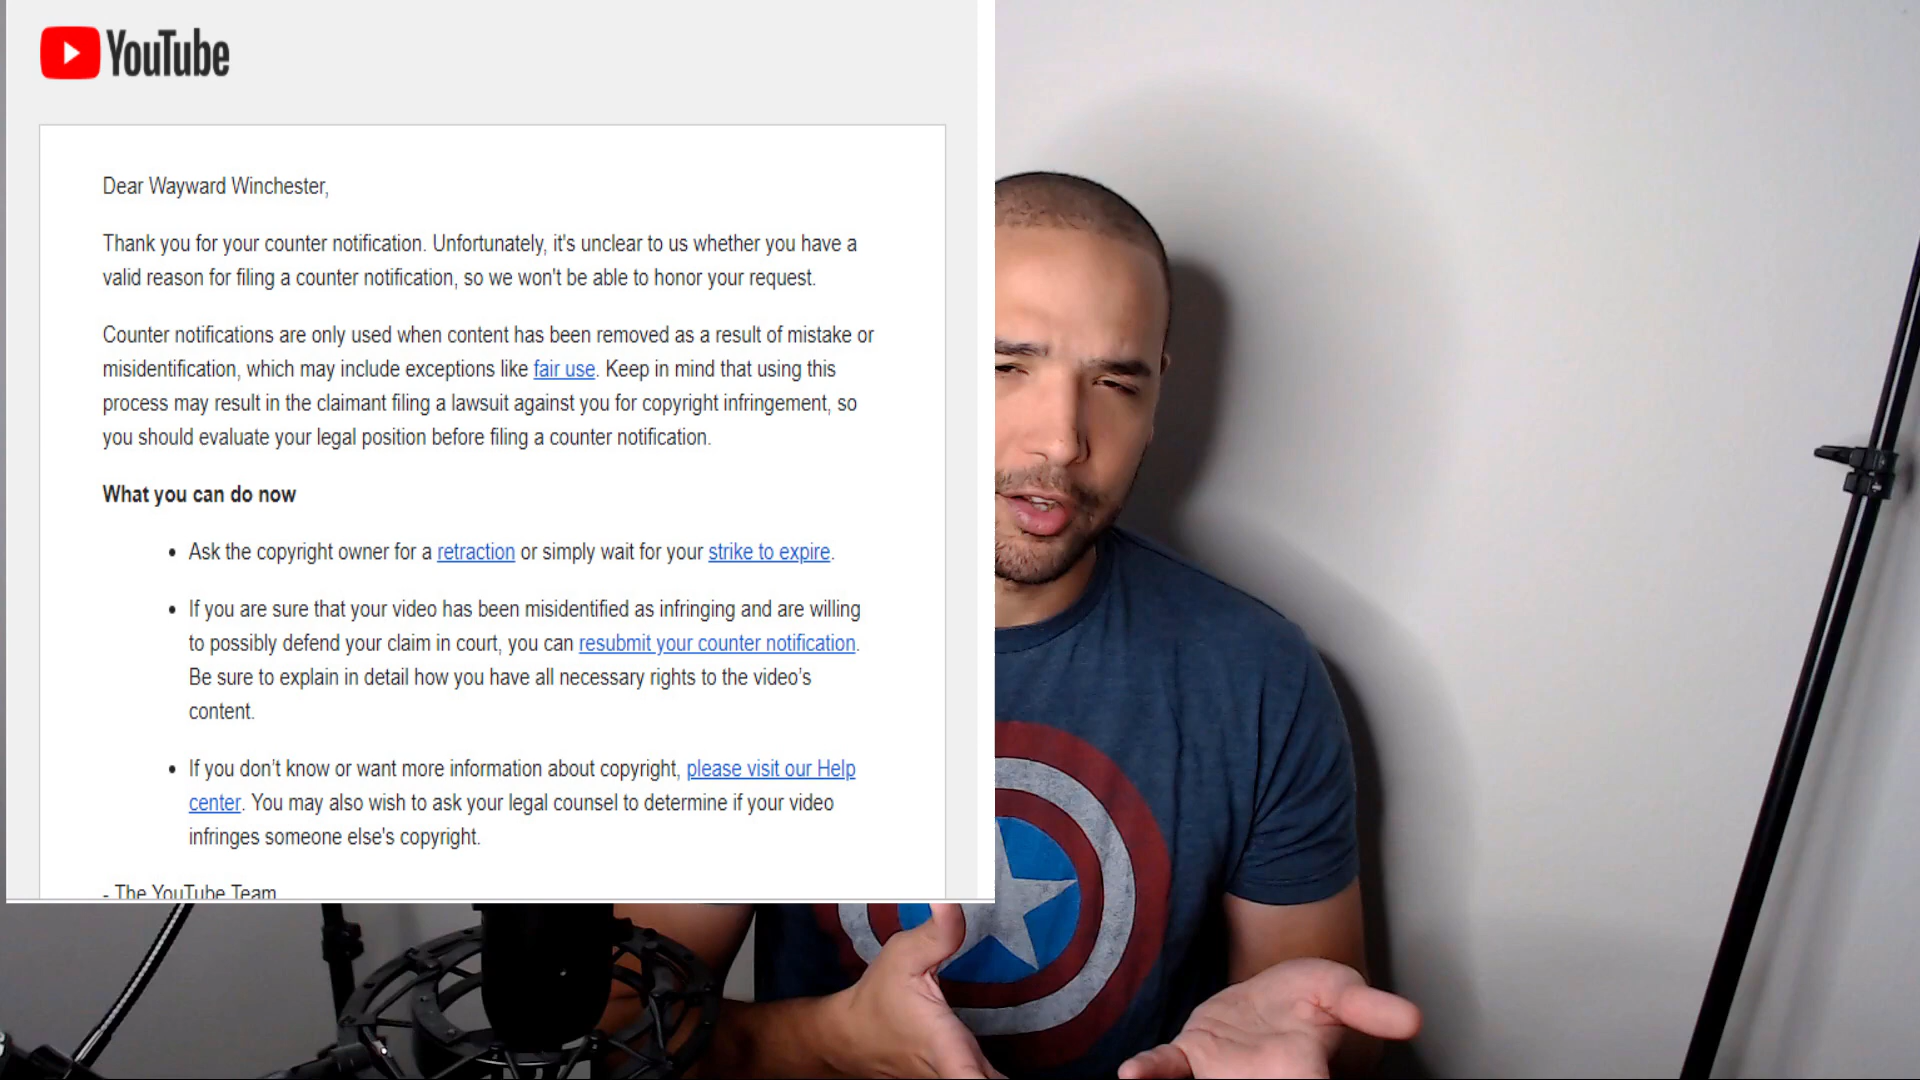 YouTube
Dear Wayward Winchester,
Thank you for your counter notification. Unfortunately, it's unclear to us whether you have a
valid reason for filing a counter notification, so we won't be able to honor your request.
Counter notifications are only used when content has been removed as a result of mistake or
misidentification, which may include exceptions like fair use. Keep in mind that using this
process may result in the claimant filing a lawsuit against you for copyright infringement, so
you should evaluate your legal position before filing a counter notification.
What you can do now
• Ask the copyright owner for a retraction or simply wait for your strike to expire.
• If you are sure that your video has been misidentified as infringing and are willing
to possibly defend your claim in court, you can resubmit your counter notification.
Be sure to explain in detail how you have all necessary rights to the video’s
content.
• If you don’t know or want more information about copyright, please visit our Help
center. You may also wish to ask your legal counsel to determine if your video
infringes someone else's copyright.
- The YouTube Team